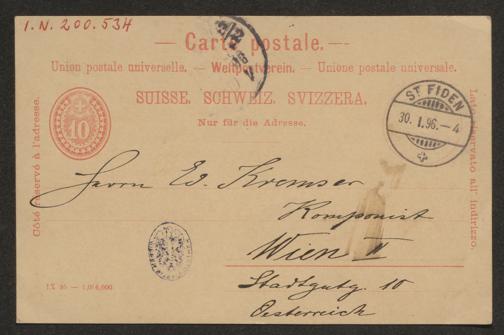 I.N. 200.534
— Carte postale. —
Union postale universelle. — Weltpostverein. — Unione postale universale.
SUISSE. SCHWEIZ. SVIZZERA.
Nur für die Adresse.
10
Côté réservé à l'adresse.
Lato riservato all' indirizzo.
ST FIDEN
30. I. 96. – 4
Herrn Ed. Kremser
Komponist
Wien II
Stadtgutg. 10
Oesterreich